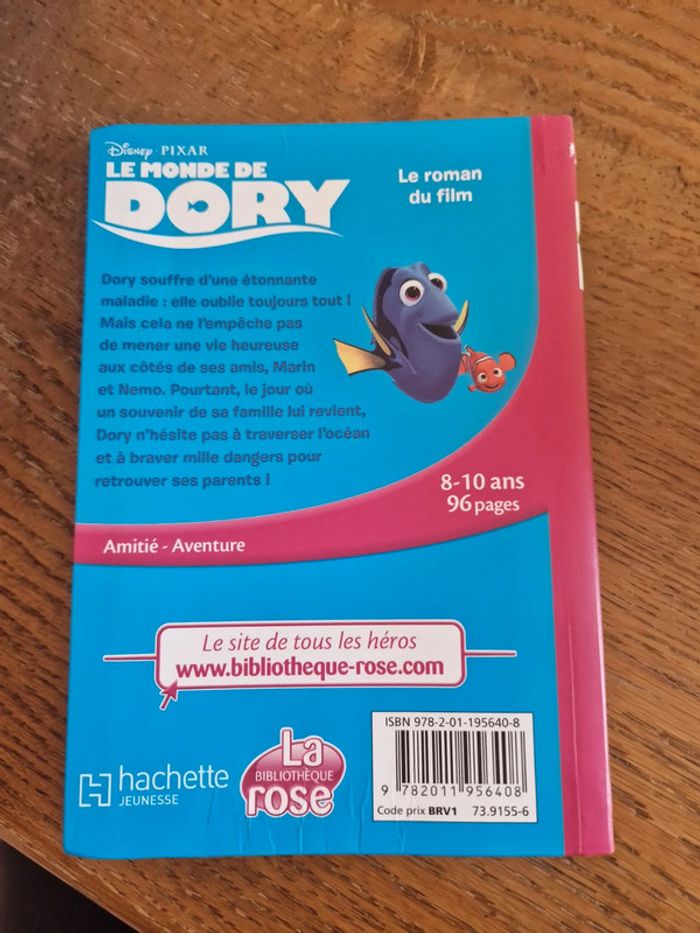 Disney · PIXAR
LE MONDE DE
DORY
Le roman
du film
Dory souffre d'une étonnante
maladie : elle oublie toujours tout !
Mais cela ne l'empêche pas
de mener une vie heureuse
aux côtés de ses amis, Marin
et Nemo. Pourtant, le jour où
un souvenir de sa famille lui revient,
Dory n'hésite pas à traverser l'océan
et à braver mille dangers pour
retrouver ses parents !
8-10 ans
96 pages
Amitié - Aventure
Le site de tous les héros
www.bibliotheque-rose.com
hachette
JEUNESSE
La
BIBLIOTHÈQUE
rose
ISBN 978-2-01-195640-8
9 782011 956408
Code prix BRV1 73.9155-6